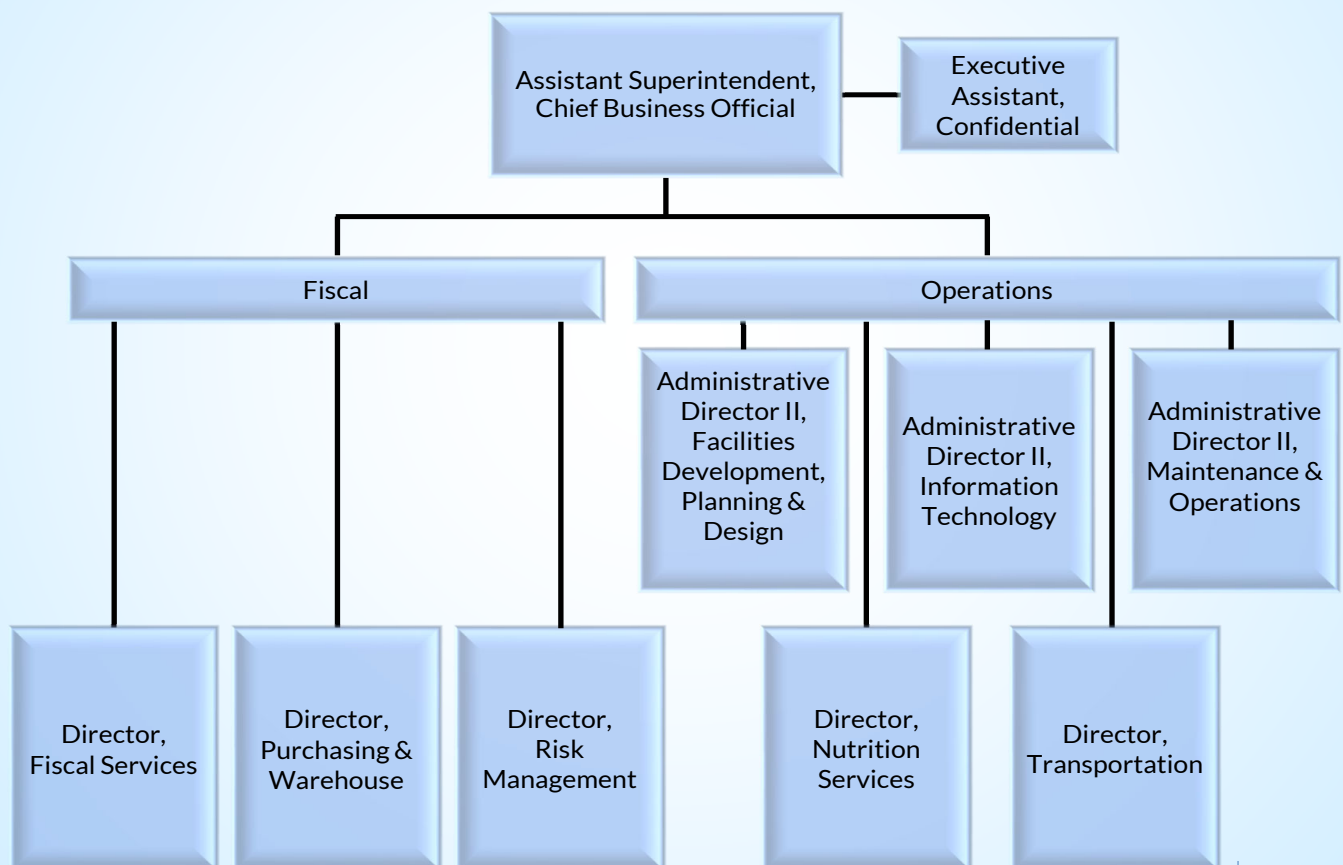 Assistant Superintendent,
Chief Business Official
Executive
Assistant,
Confidential
Fiscal
Operations
Administrative
Director II,
Facilities
Development,
Planning &
Design
Administrative
Director II,
Information
Technology
Administrative
Director II,
Maintenance &
Operations
Director,
Fiscal Services
Director,
Purchasing &
Warehouse
Director,
Risk
Management
Director,
Nutrition
Services
Director,
Transportation